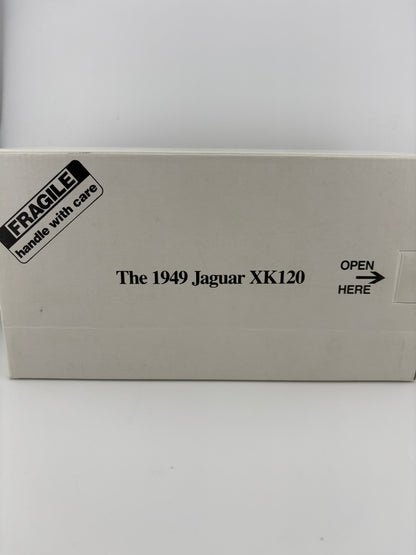 FRAGILE
handle with care
The 1949 Jaguar XK120
OPEN
HERE